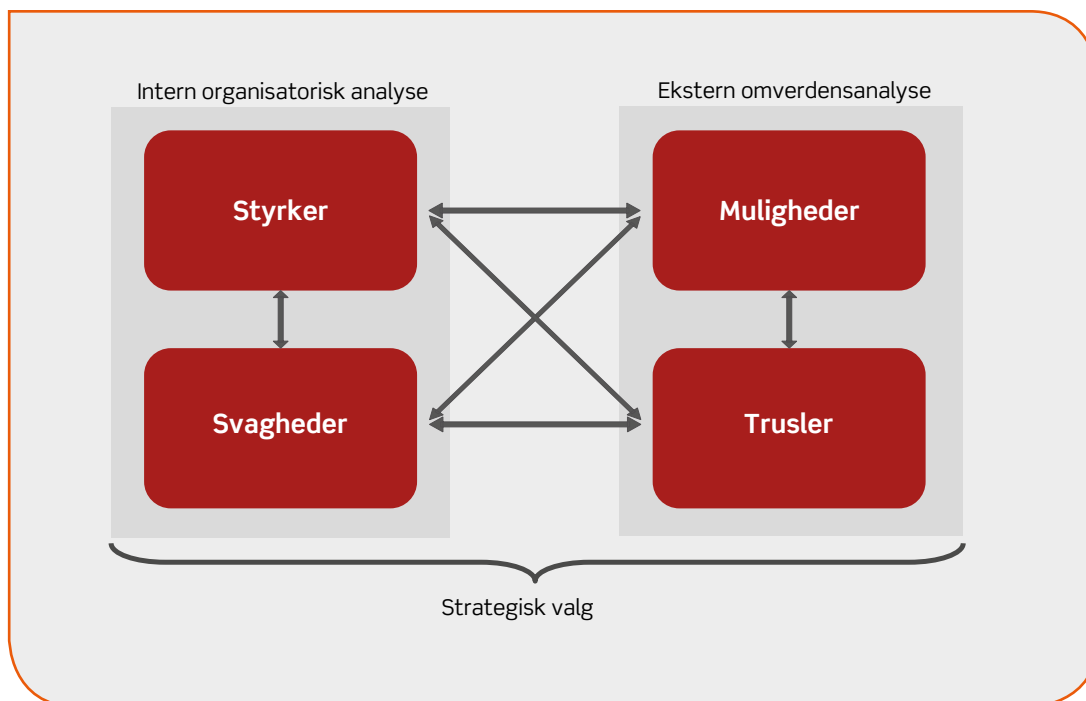 Intern organisatorisk analyse
Ekstern omverdensanalyse
Styrker
Muligheder
Svagheder
Trusler
Strategisk valg